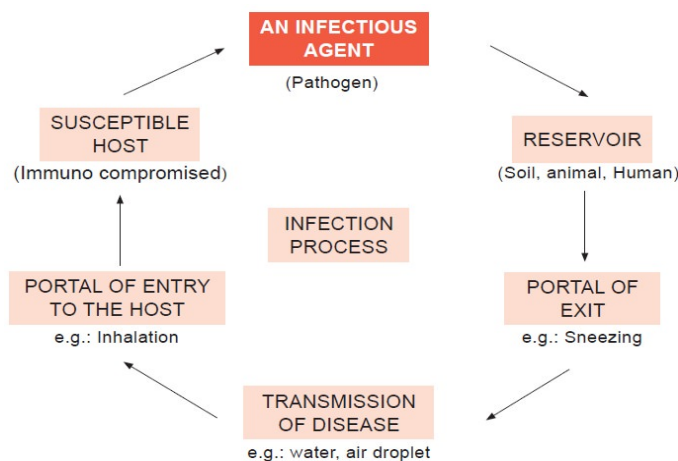 AN INFECTIOUS
AGENT
(Pathogen)
RESERVOIR
(Soil, animal, Human)
PORTAL OF
EXIT
e.g.: Sneezing
TRANSMISSION
OF DISEASE
e.g.: water, air droplet
PORTAL OF ENTRY
TO THE HOST
e.g.: Inhalation
SUSCEPTIBLE
HOST
(Immuno compromised)
INFECTION
PROCESS